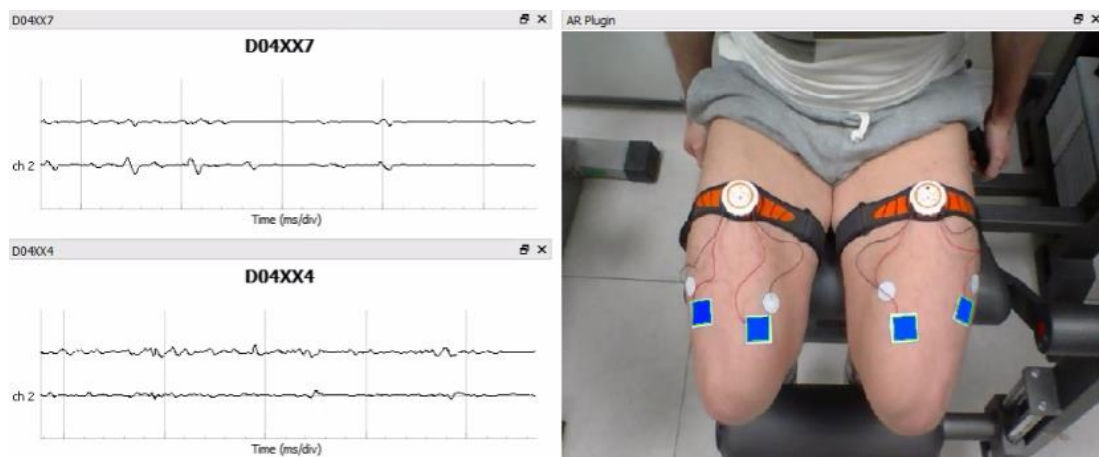 D04XX7
D04XX7
ch 2
Time (ms/div)
D04XX4
D04XX4
ch 2
Time (ms/div)
AR Plugin